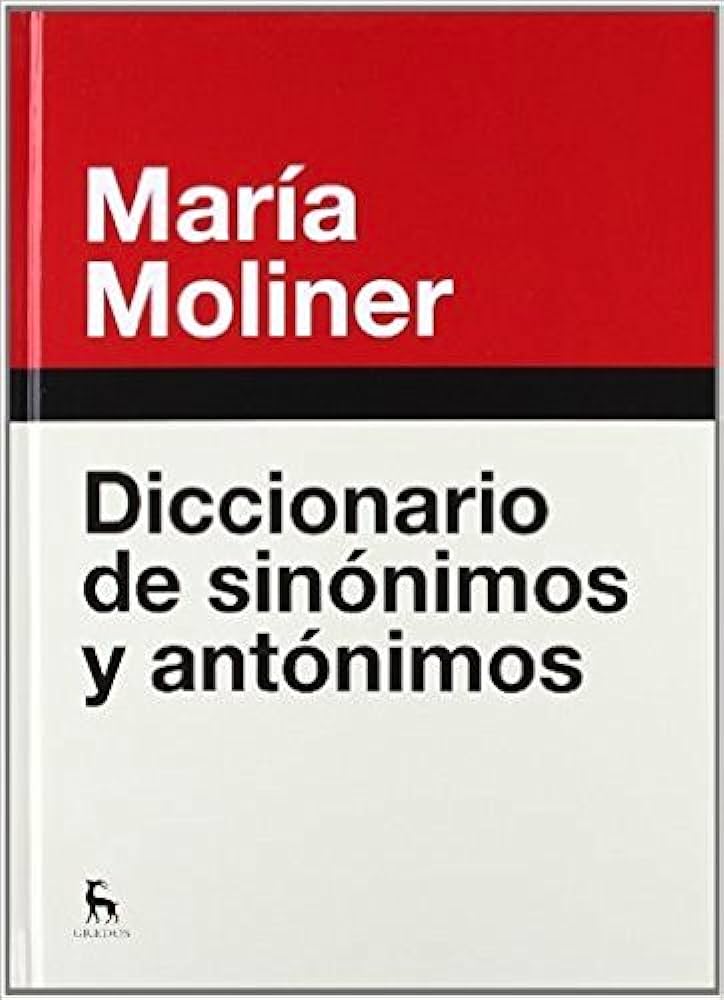 María
Moliner
Diccionario
de sinónimos
y antónimos
GREDOS